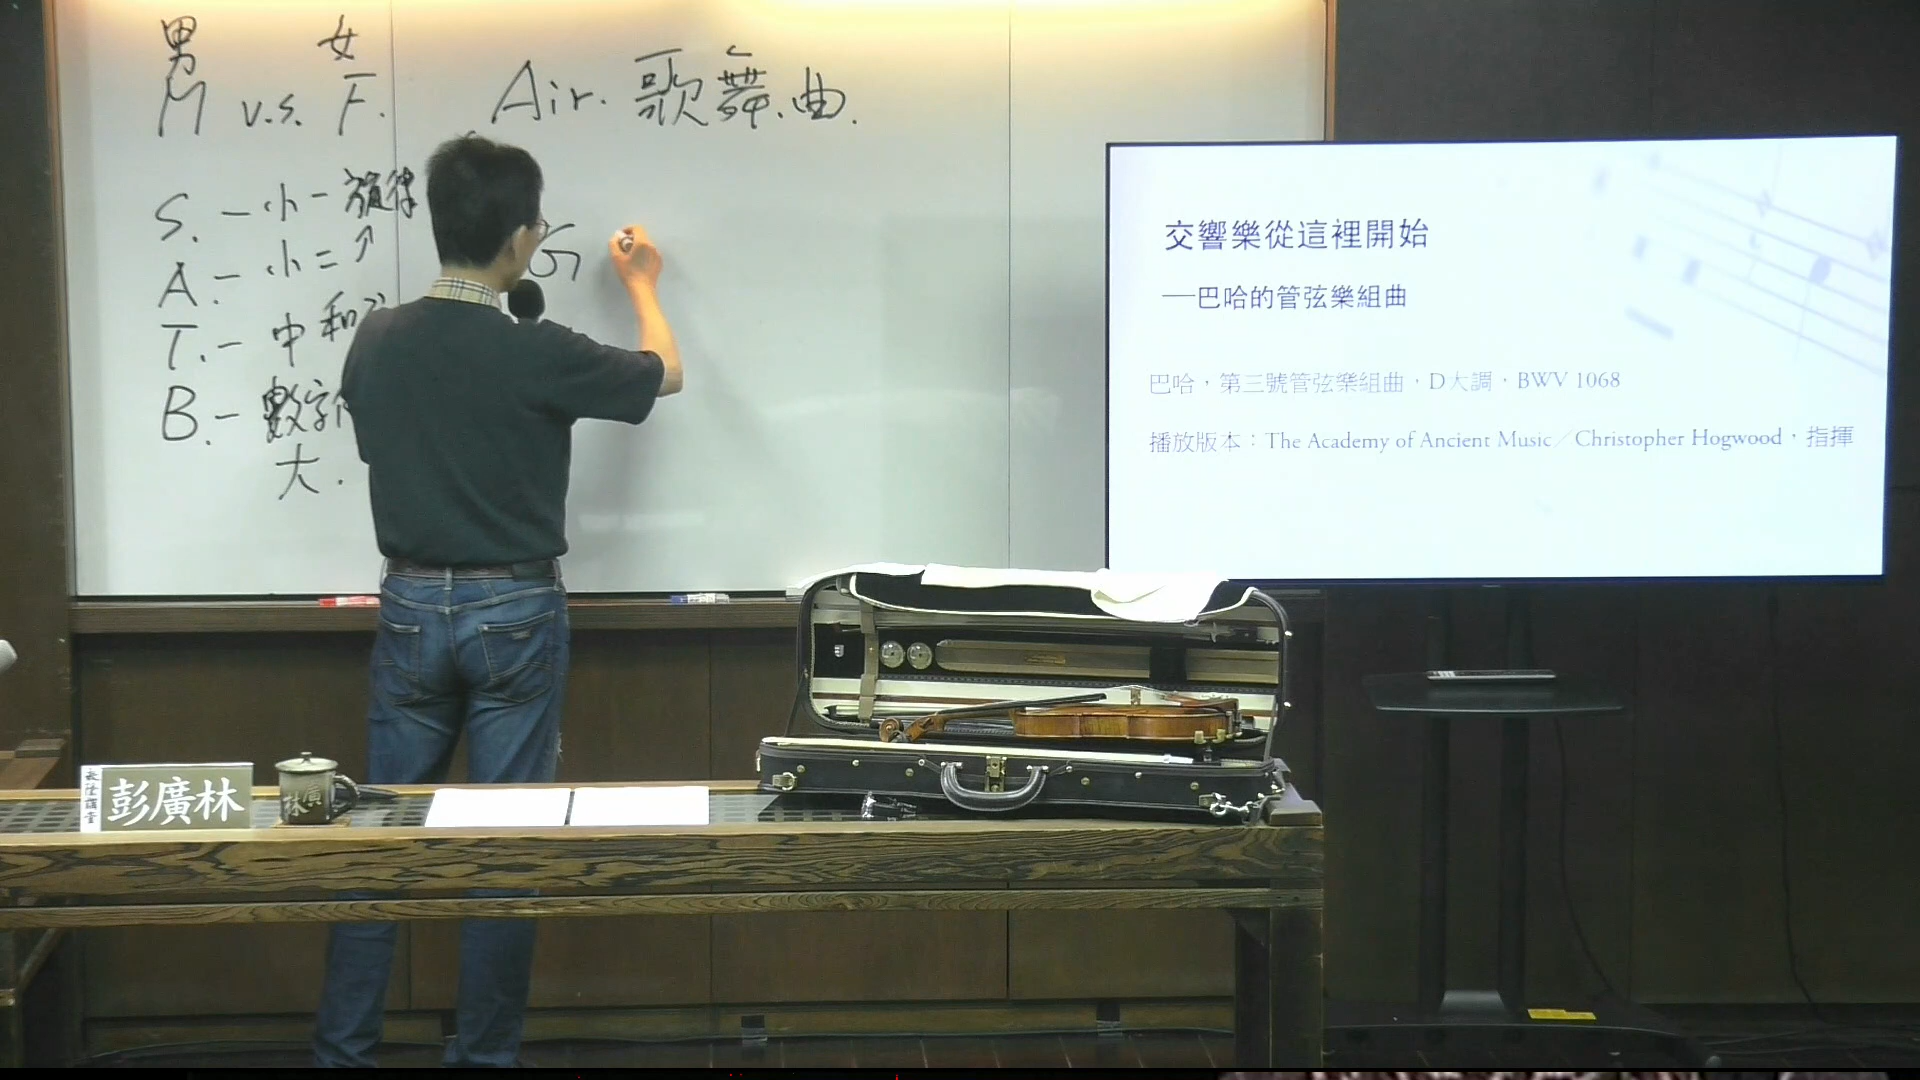 男 女
M v.s. F.
Air. 歌舞曲.
S. - 小一 旋律
A. - 小二 ↗
T. - 中 和
B. - 數字
大.
G
交響樂從這裡開始
──巴哈的管弦樂組曲
巴哈，第三號管弦樂組曲，D大調，BWV 1068
播放版本：The Academy of Ancient Music／Christopher Hogwood，指揮
彭廣林
廣林